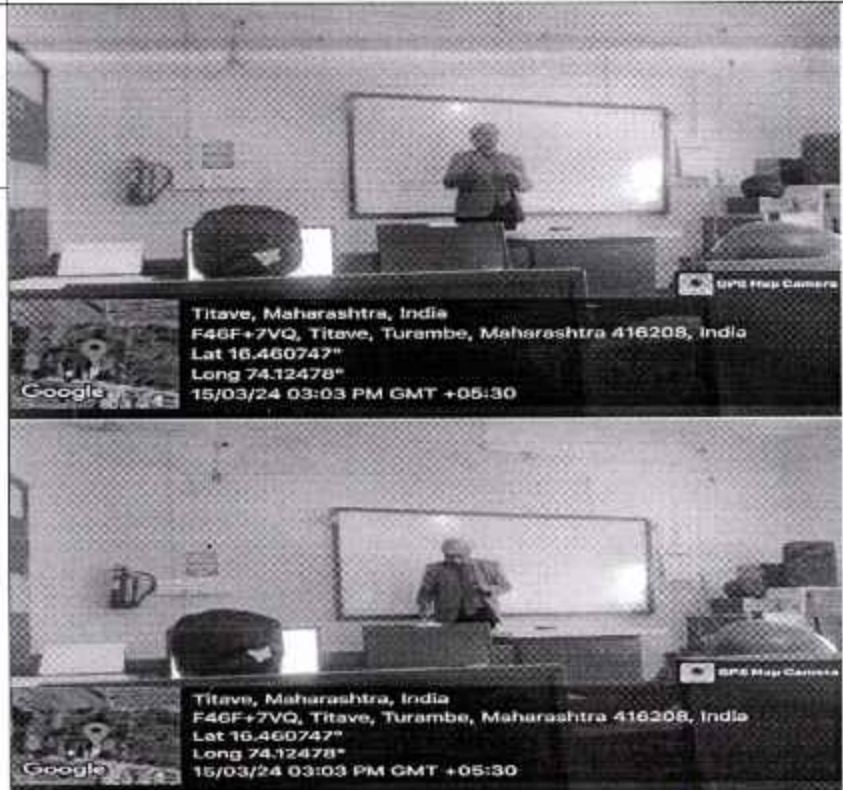 GPS Map Camera
Titave, Maharashtra, India
F46F+7VQ, Titave, Turambe, Maharashtra 416208, India
Lat 16.460747°
Long 74.12478°
15/03/24 03:03 PM GMT +05:30
Google
GPS Map Camera
Titave, Maharashtra, India
F46F+7VQ, Titave, Turambe, Maharashtra 416208, India
Lat 16.460747°
Long 74.12478°
15/03/24 03:03 PM GMT +05:30
Google